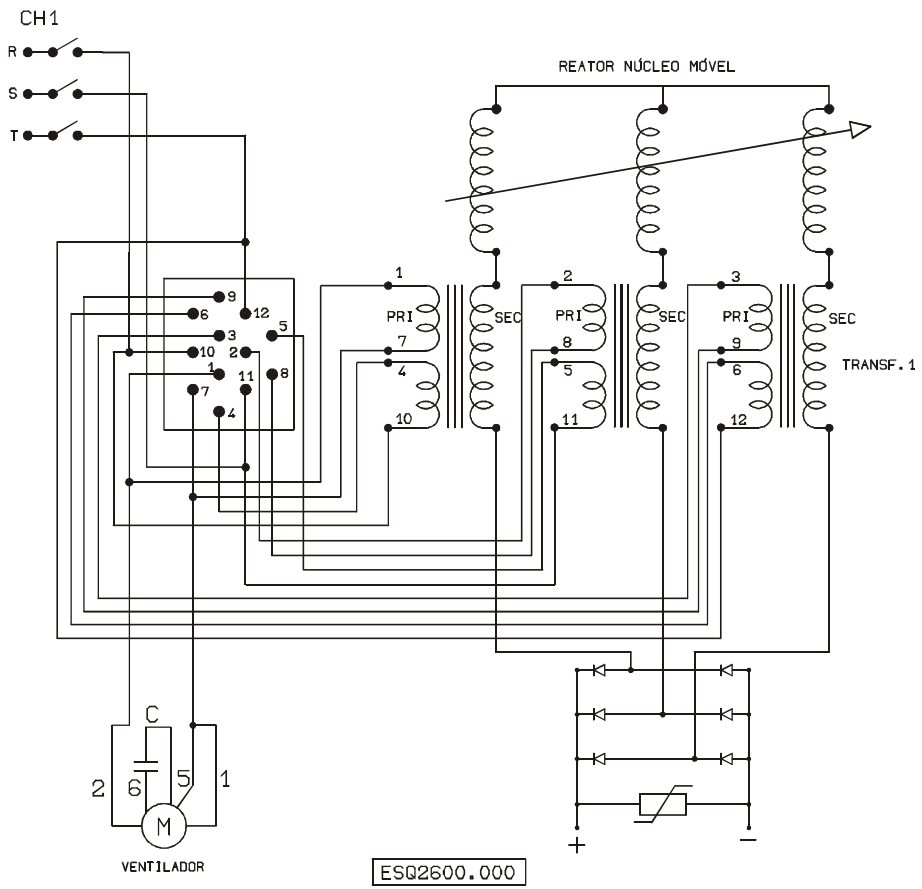 CH1
R
S
T
REATOR NÚCLEO MÓVEL
9
6
12
3
5
10
2
1
11
8
7
4
1
PRI
SEC
7
4
10
2
PRI
SEC
8
5
11
3
PRI
SEC
9
6
12
TRANSF.1
C
2
6
5
1
M
VENTILADOR
+
−
ESQ2600.000